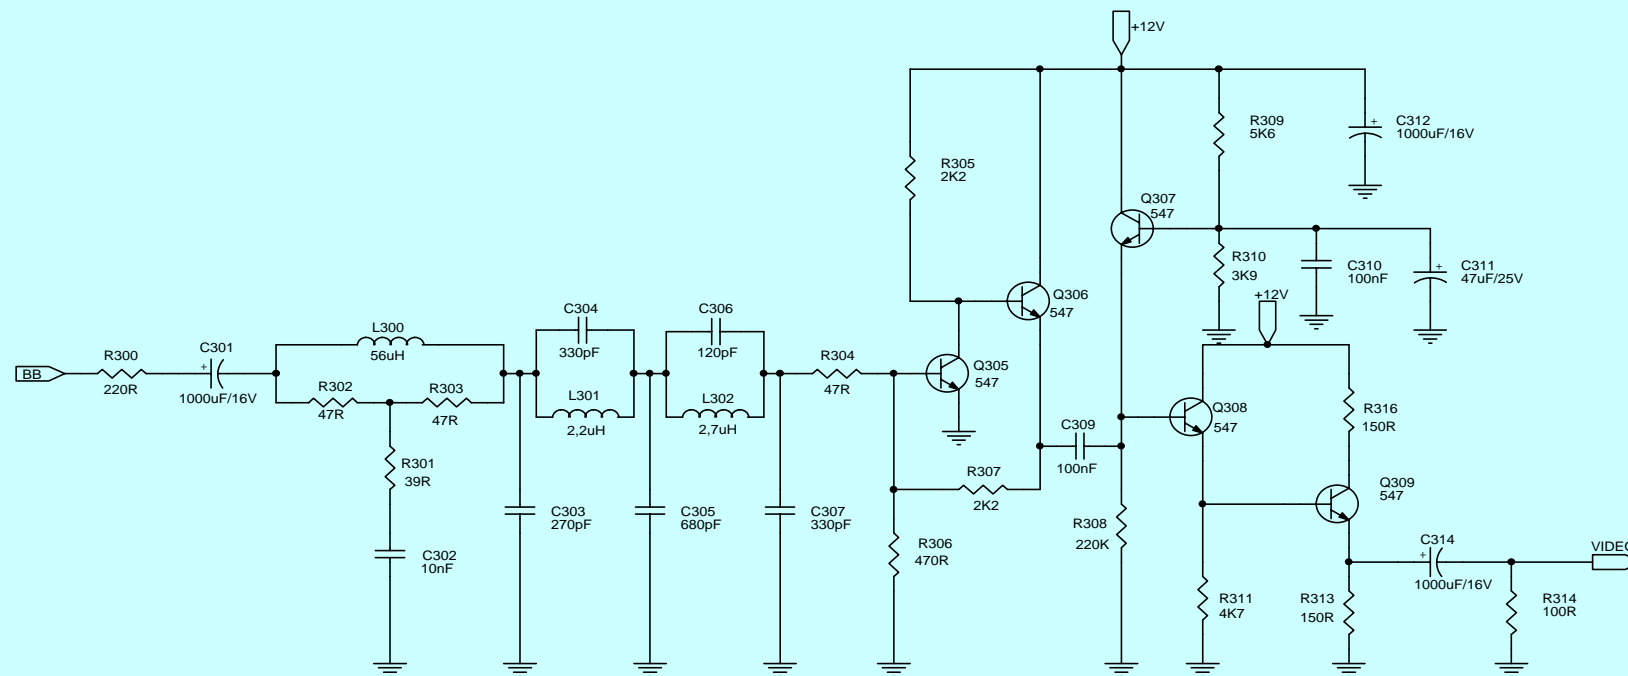 +12V
R309
5K6
C312
+
1000uF/16V
R305
2K2
Q307
547
R310
3K9
C310
100nF
+
C311
47uF/25V
Q306
547
+12V
C304
330pF
C306
120pF
L300
56uH
R300
220R
C301
+
1000uF/16V
BB
R302
47R
R303
47R
L301
2,2uH
L302
2,7uH
R304
47R
Q305
547
Q308
547
R316
150R
C309
100nF
R301
39R
R307
2K2
Q309
547
C303
270pF
C305
680pF
C307
330pF
R308
220K
C302
10nF
R306
470R
C314
+
1000uF/16V
VIDEO
R311
4K7
R313
150R
R314
100R